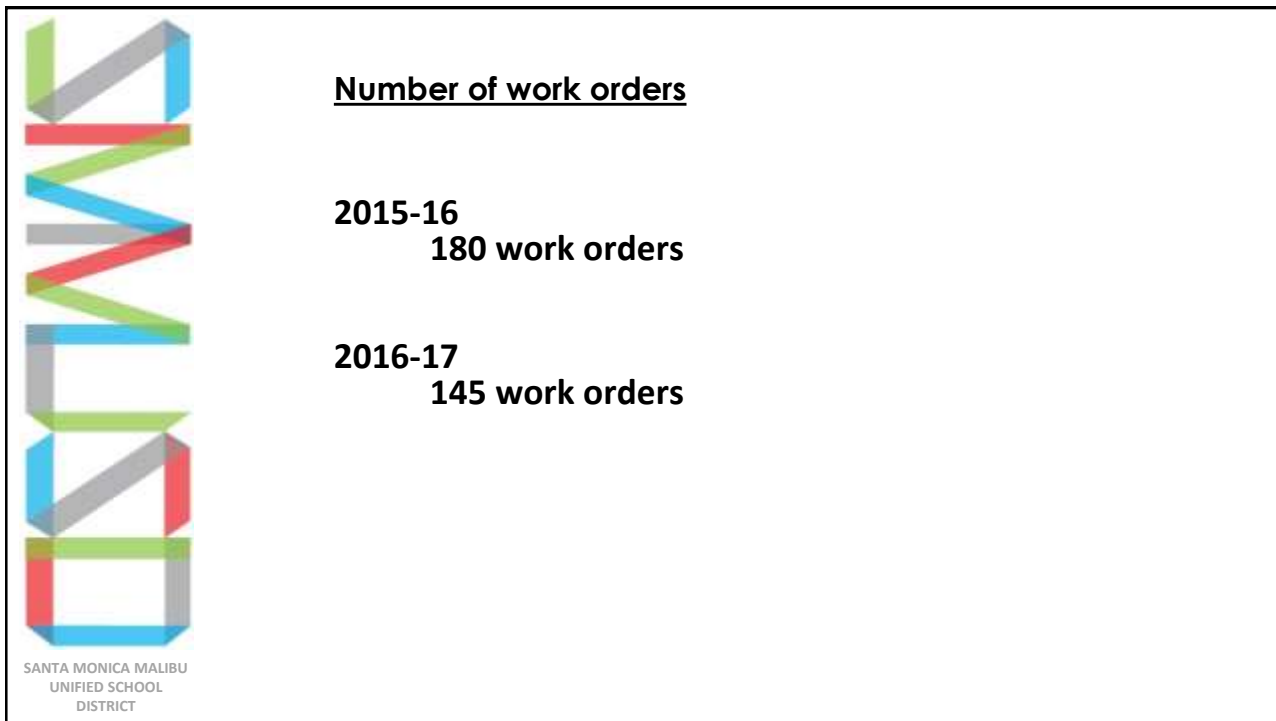 SMMUSD
Number of work orders
2015-16
180 work orders
2016-17
145 work orders
SANTA MONICA MALIBU
UNIFIED SCHOOL
DISTRICT